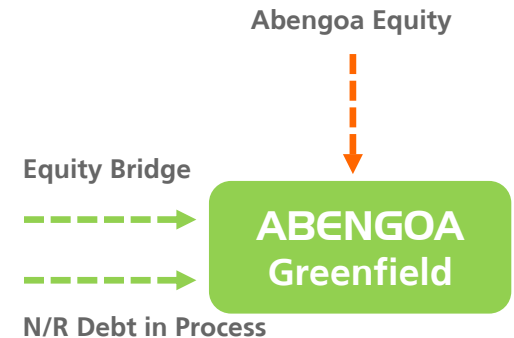 Abengoa Equity
Equity Bridge
ABENGOA
Greenfield
N/R Debt in Process